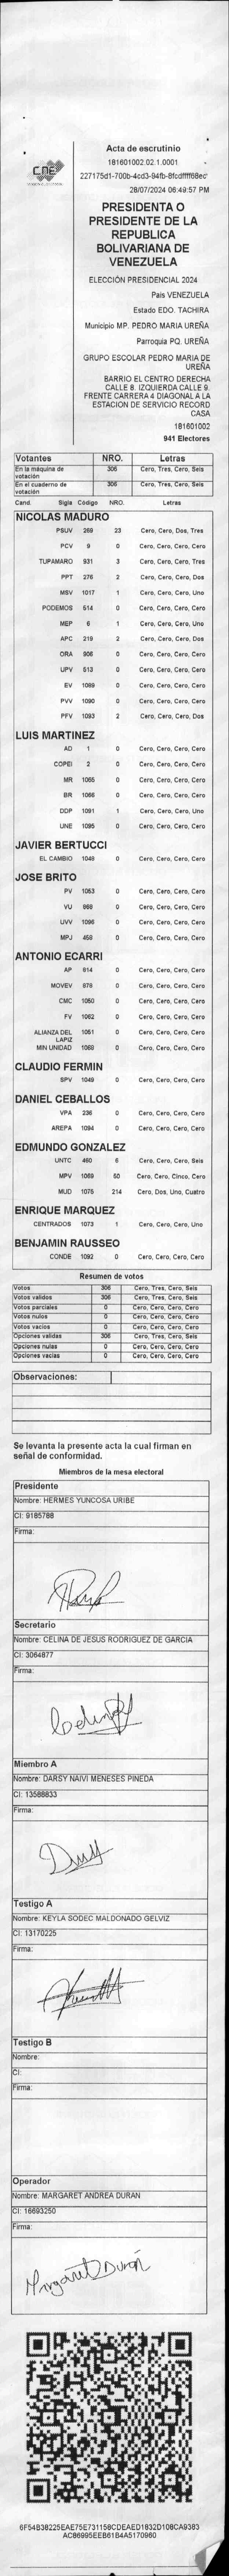 CNE
Acta de escrutinio
181601002.02.1.0001
28/07/2024 06:49:57 PM
PRESIDENTA O
PRESIDENTE DE LA
REPUBLICA
BOLIVARIANA DE
VENEZUELA
ELECCIÓN PRESIDENCIAL 2024
Pais VENEZUELA
Estado EDO. TACHIRA
Municipio MP. PEDRO MARIA UREÑA
Parroquia PQ. UREÑA
GRUPO ESCOLAR PEDRO MARIA DE
UREÑA
BARRIO EL CENTRO DERECHA
CALLE 8. IZQUIERDA CALLE 9.
FRENTE CARRERA 4 DIAGONAL A LA
ESTACION DE SERVICIO RECORD
CASA
181601002
941 Electores
Votantes NRO. Letras
En la máquina de votación 306 Cero, Tres, Cero, Seis
En el cuaderno de votación 306 Cero, Tres, Cero, Seis
Cand. Sigla Código NRO. Letras
NICOLAS MADURO
PSUV 269 23 Cero, Cero, Dos, Tres
PCV 9 0 Cero, Cero, Cero, Cero
TUPAMARO 931 3 Cero, Cero, Cero, Tres
PPT 276 2 Cero, Cero, Cero, Dos
MSV 1017 1 Cero, Cero, Cero, Uno
PODEMOS 514 0 Cero, Cero, Cero, Cero
MEP 6 1 Cero, Cero, Cero, Uno
APC 219 2 Cero, Cero, Cero, Dos
ORA 906 0 Cero, Cero, Cero, Cero
UPV 513 0 Cero, Cero, Cero, Cero
EV 1089 0 Cero, Cero, Cero, Cero
PVV 1090 0 Cero, Cero, Cero, Cero
PFV 1093 2 Cero, Cero, Cero, Dos
LUIS MARTINEZ
AD 1 0 Cero, Cero, Cero, Cero
COPEI 2 0 Cero, Cero, Cero, Cero
MR 1065 0 Cero, Cero, Cero, Cero
BR 1066 0 Cero, Cero, Cero, Cero
DDP 1091 1 Cero, Cero, Cero, Uno
UNE 1095 0 Cero, Cero, Cero, Cero
JAVIER BERTUCCI
EL CAMBIO 1048 0 Cero, Cero, Cero, Cero
JOSE BRITO
PV 1063 0 Cero, Cero, Cero, Cero
VU 868 0 Cero, Cero, Cero, Cero
UVV 1096 0 Cero, Cero, Cero, Cero
MPJ 458 0 Cero, Cero, Cero, Cero
ANTONIO ECARRI
AP 814 0 Cero, Cero, Cero, Cero
MOVEV 978 0 Cero, Cero, Cero, Cero
CMC 1050 0 Cero, Cero, Cero, Cero
FV 1062 0 Cero, Cero, Cero, Cero
ALIANZA DEL LAPIZ 1051 0 Cero, Cero, Cero, Cero
MIN UNIDAD 1068 0 Cero, Cero, Cero, Cero
CLAUDIO FERMIN
SPV 1049 0 Cero, Cero, Cero, Cero
DANIEL CEBALLOS
VPA 236 0 Cero, Cero, Cero, Cero
AREPA 1094 0 Cero, Cero, Cero, Cero
EDMUNDO GONZALEZ
UNTC 460 6 Cero, Cero, Cero, Seis
MPV 1069 50 Cero, Cero, Cinco, Cero
MUD 1075 214 Cero, Dos, Uno, Cuatro
ENRIQUE MARQUEZ
CENTRADOS 1073 1 Cero, Cero, Cero, Uno
BENJAMIN RAUSSEO
CONDE 1092 0 Cero, Cero, Cero, Cero
Resumen de votos
Votos 306 Cero, Tres, Cero, Seis
Votos validos 306 Cero, Tres, Cero, Seis
Votos parciales 0 Cero, Cero, Cero, Cero
Votos nulos 0 Cero, Cero, Cero, Cero
Votos vacios 0 Cero, Cero, Cero, Cero
Opciones validas 306 Cero, Tres, Cero, Seis
Opciones nulas 0 Cero, Cero, Cero, Cero
Opciones vacias 0 Cero, Cero, Cero, Cero
Observaciones:
Se levanta la presente acta la cual firman en
señal de conformidad.
Miembros de la mesa electoral
Presidente
Nombre: HERMES YUNCOSA URIBE
CI: 9185788
Firma:
Secretario
Nombre: CELINA DE JESUS RODRIGUEZ DE GARCIA
CI: 3064877
Firma:
Miembro A
Nombre: DARSY NAIVI MENESES PINEDA
CI: 13588833
Firma:
Testigo A
Nombre: KEYLA SODEC MALDONADO GELVIZ
CI: 13170225
Firma:
Testigo B
Nombre:
CI:
Firma:
Operador
Nombre: MARGARET ANDREA DURAN
CI: 16693250
Firma:
Margaret Durán
6F54B38225EAE75E731158CDEAED1832D108CA9383
AC86995EEB61B4A5170960